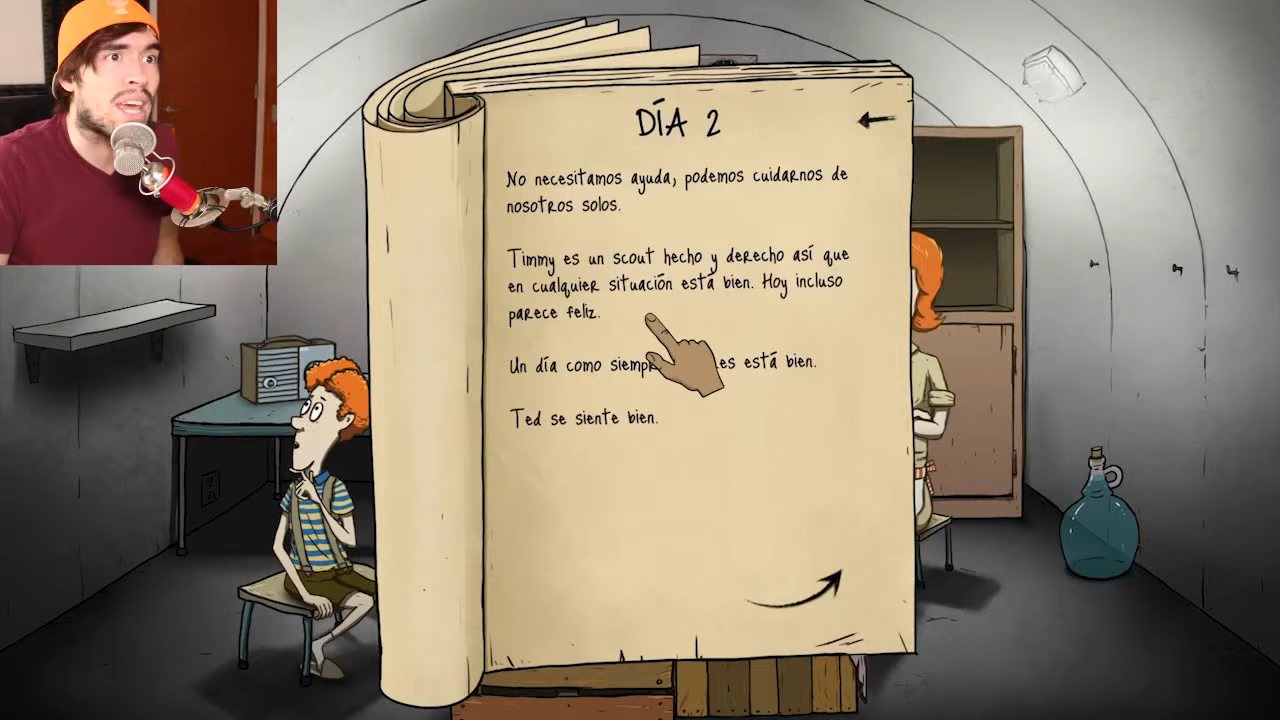 DÍA 2
No necesitamos ayuda, podemos cuidarnos de
nosotros solos.
Timmy es un scout hecho y derecho así que
en cualquier situación está bien. Hoy incluso
parece feliz.
Un día como es está bien.
Ted se siente bien.